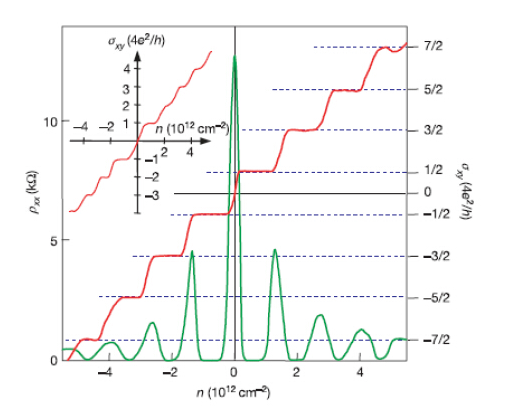 σxy (4e²/h)
4
3
2
1
−4 −2 n (10¹² cm⁻²)
−1 2 4
−2
−3
10
5
0
ρxx (kΩ)
7/2
5/2
3/2
1/2
0
−1/2
−3/2
−5/2
−7/2
σxy (4e²/h)
−4 −2 0 2 4
n (10¹² cm⁻²)